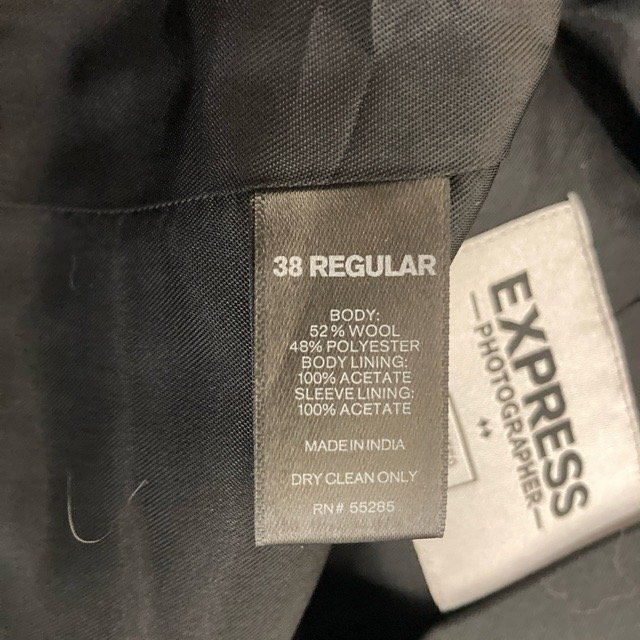 38 REGULAR
BODY:
52% WOOL
48% POLYESTER
BODY LINING:
100% ACETATE
SLEEVE LINING:
100% ACETATE
MADE IN INDIA
DRY CLEAN ONLY
RN# 55285
EXPRESS
—PHOTOGRAPHER—